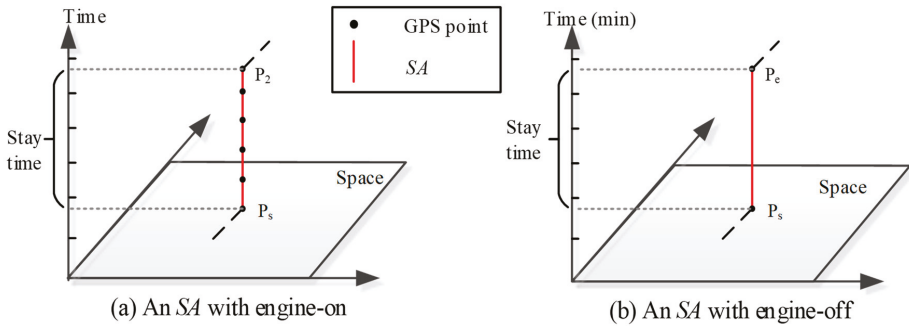 Time
P₂
Stay
time
Space
Pₛ
(a) An SA with engine-on
GPS point
SA
Time (min)
Pₑ
Stay
time
Space
Pₛ
(b) An SA with engine-off